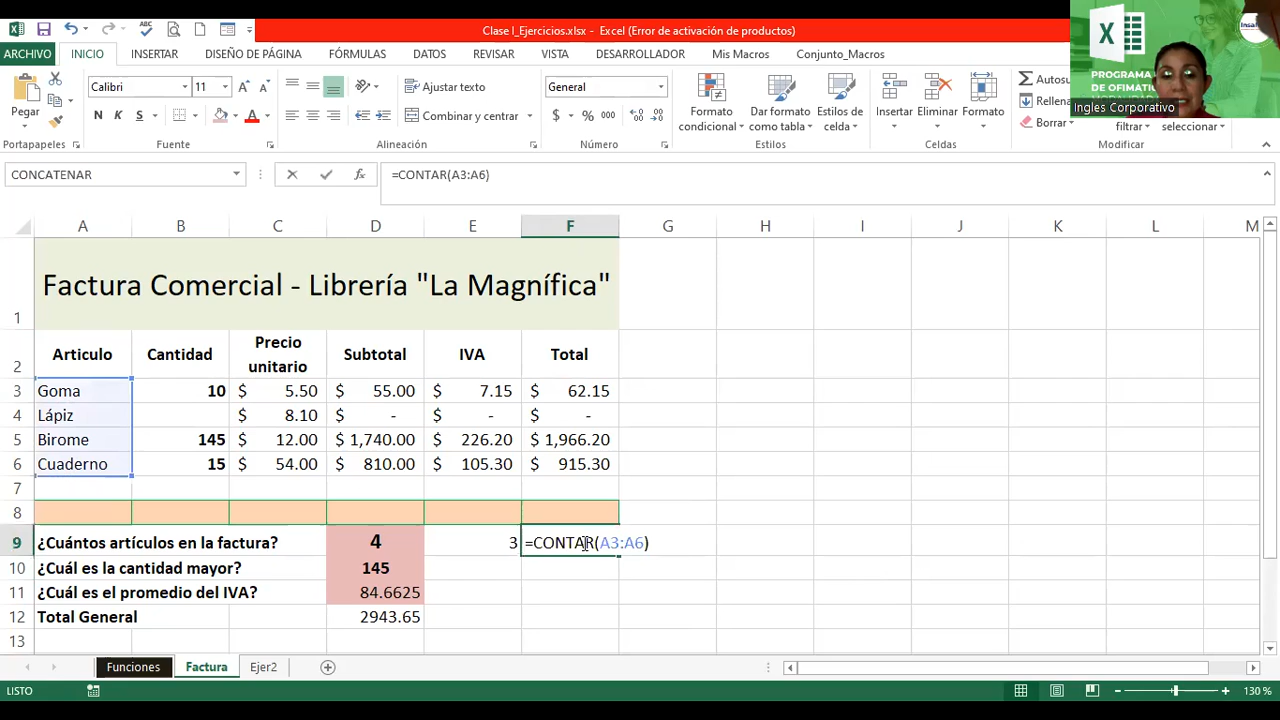 Clase I_Ejercicios.xlsx - Excel (Error de activación de productos)
ARCHIVO INICIO INSERTAR DISEÑO DE PÁGINA FÓRMULAS DATOS REVISAR VISTA DESARROLLADOR Mis Macros Conjunto_Macros
Pegar
Calibri 11
N K S
Ajustar texto
Combinar y centrar
General
$ % 000
Formato condicional
Dar formato como tabla
Estilos de celda
Insertar
Eliminar
Formato
Autosu
Rellena
Borrar
filtrar
seleccionar
PROGRAMA
DE OFIMATI
Ingles Corporativo
Portapapeles Fuente Alineación Número Estilos Celdas Modificar
CONCATENAR =CONTAR(A3:A6)
A B C D E F G H I J K L M
1 Factura Comercial - Librería "La Magnífica"
2 Articulo Cantidad Precio unitario Subtotal IVA Total
3 Goma 10 $ 5.50 $ 55.00 $ 7.15 $ 62.15
4 Lápiz $ 8.10 $ - $ - $ -
5 Birome 145 $ 12.00 $ 1,740.00 $ 226.20 $ 1,966.20
6 Cuaderno 15 $ 54.00 $ 810.00 $ 105.30 $ 915.30
7
8
9 ¿Cuántos artículos en la factura? 4 3 =CONTAR(A3:A6)
10 ¿Cuál es la cantidad mayor? 145
11 ¿Cuál es el promedio del IVA? 84.6625
12 Total General 2943.65
13
Funciones Factura Ejer2
LISTO 130 %